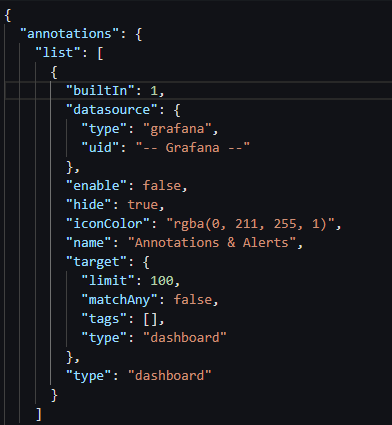 {
  "annotations": {
    "list": [
      {
        "builtIn": 1,
        "datasource": {
          "type": "grafana",
          "uid": "-- Grafana --"
        },
        "enable": false,
        "hide": true,
        "iconColor": "rgba(0, 211, 255, 1)",
        "name": "Annotations & Alerts",
        "target": {
          "limit": 100,
          "matchAny": false,
          "tags": [],
          "type": "dashboard"
        },
        "type": "dashboard"
      }
    ]